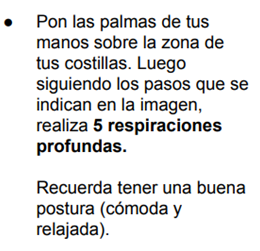 ● Pon las palmas de tus
manos sobre la zona de
tus costillas. Luego
siguiendo los pasos que se
indican en la imagen,
realiza 5 respiraciones
profundas.
Recuerda tener una buena
postura (cómoda y
relajada).